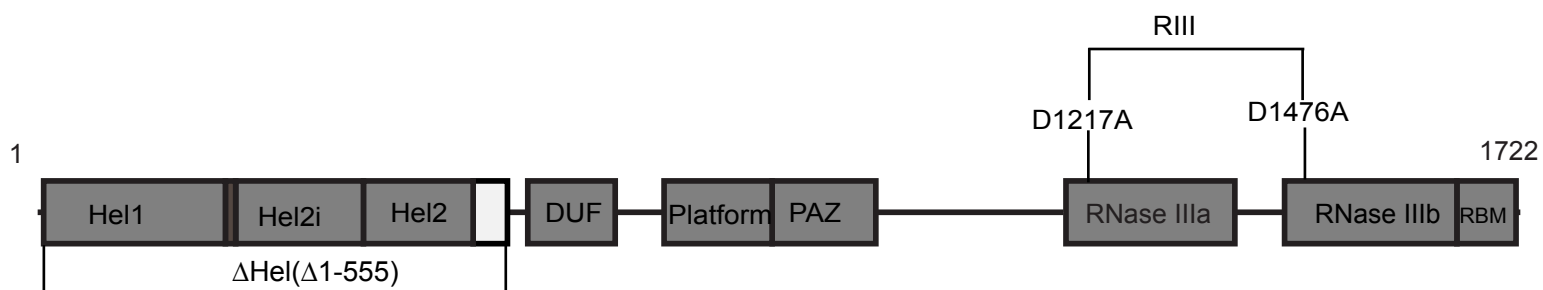 RIII
D1217A
D1476A
1
1722
Hel1
Hel2i
Hel2
DUF
Platform
PAZ
RNase IIIa
RNase IIIb
RBM
ΔHel(Δ1-555)